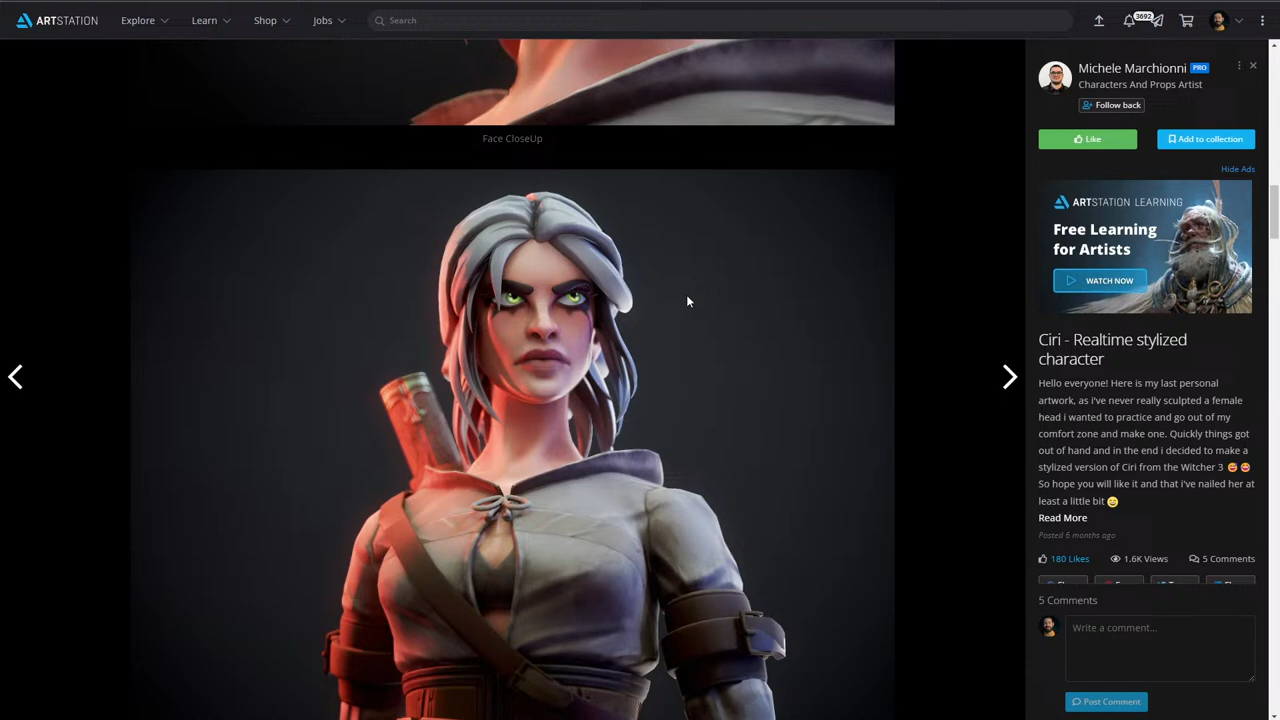 ARTSTATION
Explore
Learn
Shop
Jobs
Search
3692
Face CloseUp
Michele Marchionni PRO
Characters And Props Artist
Follow back
Like
Add to collection
Hide Ads
ARTSTATION LEARNING
Free Learning
for Artists
WATCH NOW
Ciri - Realtime stylized
character
Hello everyone! Here is my last personal
artwork, as i've never really sculpted a female
head i wanted to practice and go out of my
comfort zone and make one. Quickly things got
out of hand and in the end i decided to make a
stylized version of Ciri from the Witcher 3 🥰 🥰
So hope you will like it and that i've nailed her at
least a little bit 😄
Read More
Posted 6 months ago
180 Likes
1.6K Views
5 Comments
5 Comments
Write a comment...
Post Comment